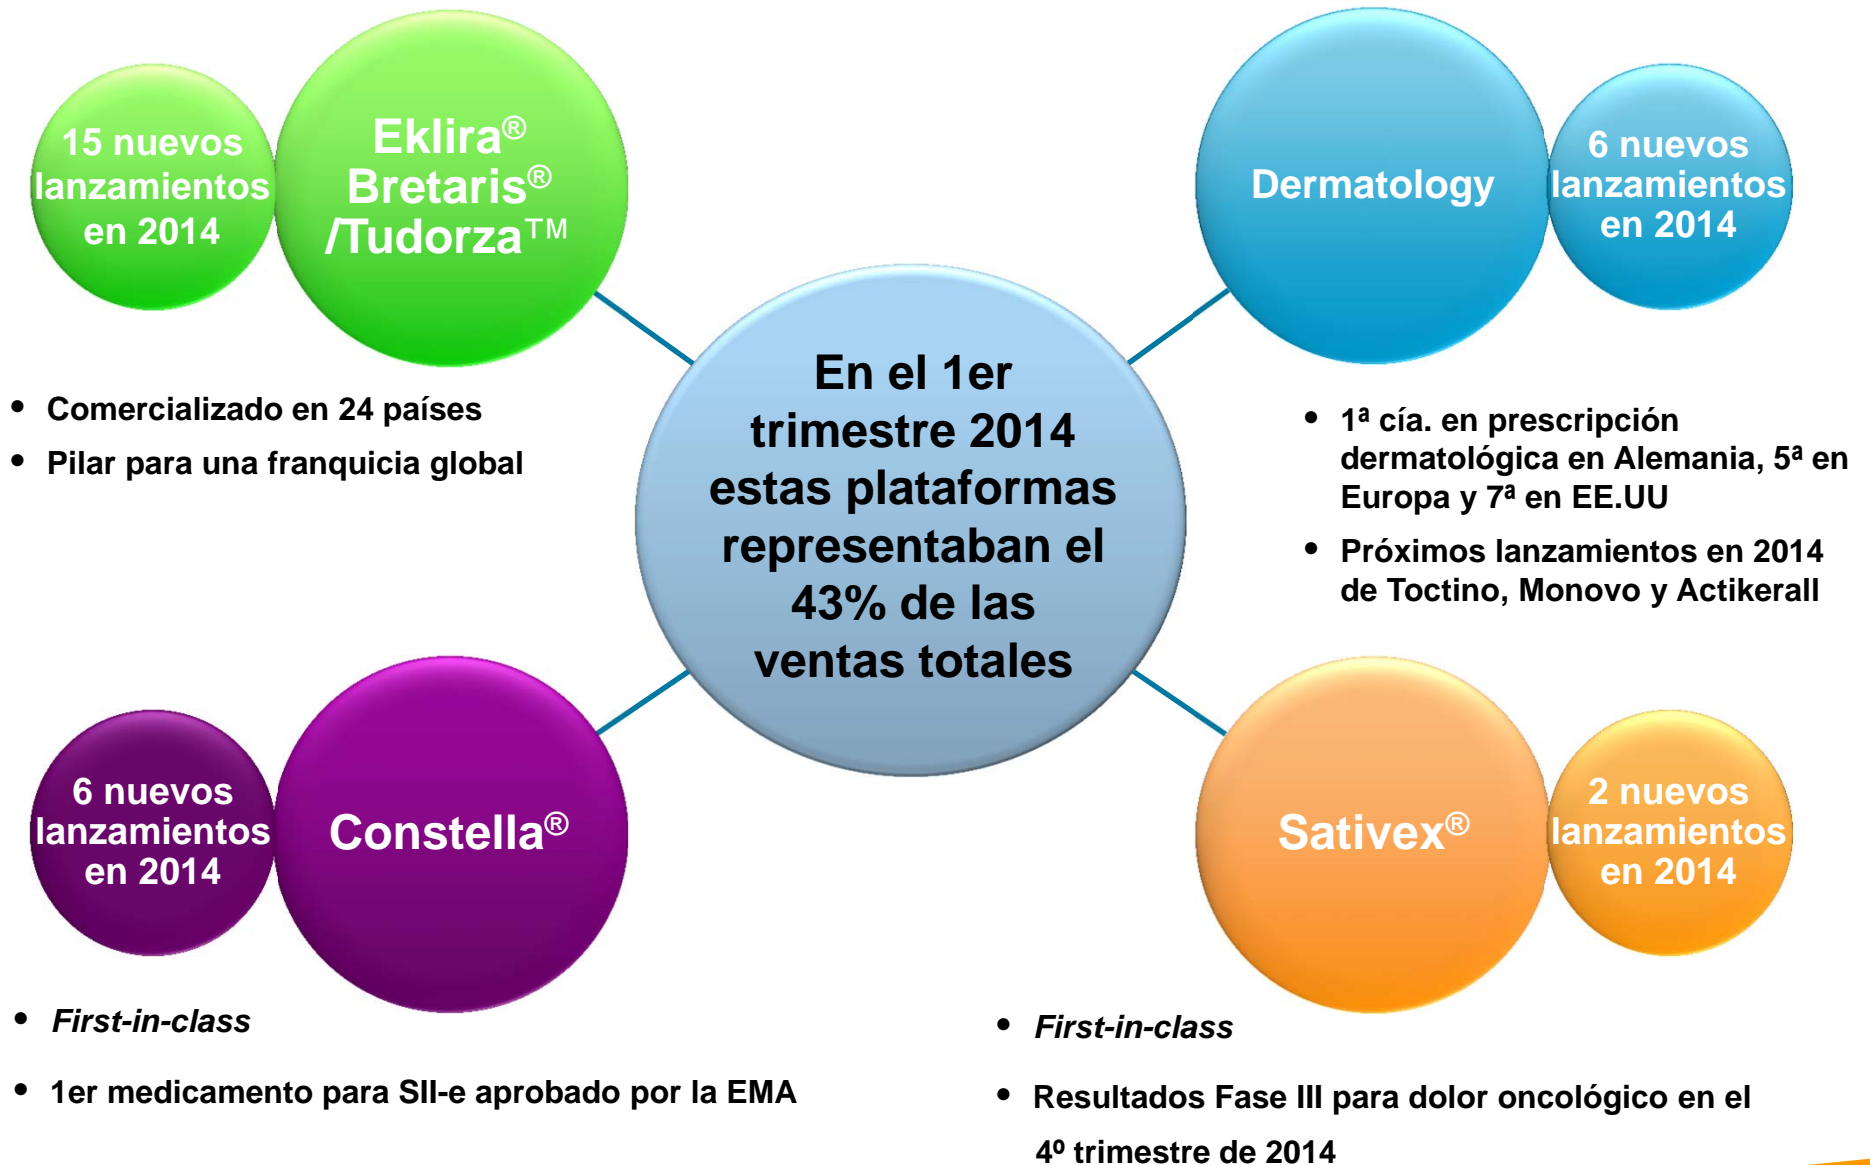 15 nuevos
lanzamientos
en 2014
Eklira®
Bretaris®
/Tudorza™
Dermatology
6 nuevos
lanzamientos
en 2014
• Comercializado en 24 países
• Pilar para una franquicia global
En el 1er
trimestre 2014
estas plataformas
representaban el
43% de las
ventas totales
• 1ª cía. en prescripción
dermatológica en Alemania, 5ª en
Europa y 7ª en EE.UU
• Próximos lanzamientos en 2014
de Toctino, Monovo y Actikerall
6 nuevos
lanzamientos
en 2014
Constella®
Sativex®
2 nuevos
lanzamientos
en 2014
• First-in-class
• 1er medicamento para SII-e aprobado por la EMA
• First-in-class
• Resultados Fase III para dolor oncológico en el
4º trimestre de 2014